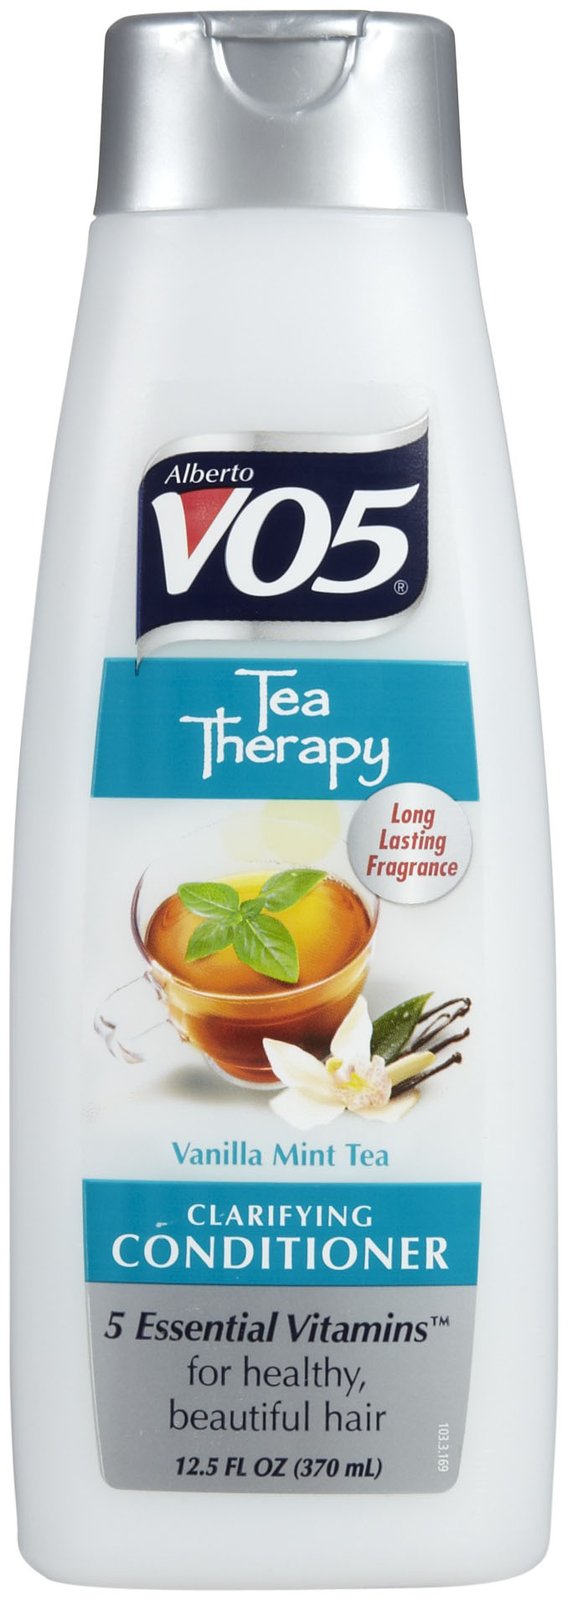 Alberto
VO5®
Tea
Therapy
Long
Lasting
Fragrance
Vanilla Mint Tea
CLARIFYING
CONDITIONER
5 Essential Vitamins™
for healthy,
beautiful hair
12.5 FL OZ (370 mL)
103.3.169